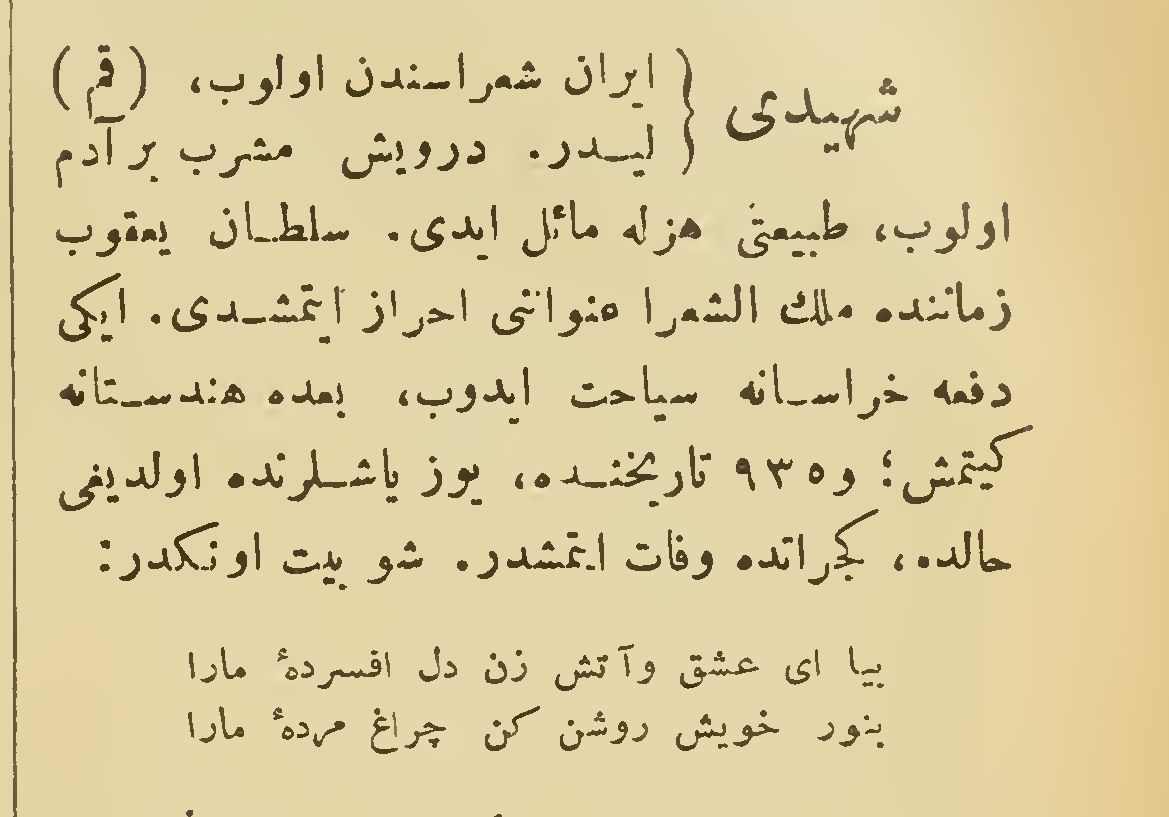 شهیدی { ایران شعراسندن اولوب، (قم)
لیدر. درویش مشرب بر آدم
اولوب، طبیعتی هزله مائل ایدی. سلطان یعقوب
زماننده ملك الشعرا عنواننی احراز ایتمشدی. ایکی
دفعه خراسانه سیاحت ایدوب، بعده هندستانه
کیتمش؛ و ٩٣٥ تاریخنده، یوز یاشلرنده اولدیغی
حالده، کجراتده وفات ایتمشدر. شو بیت اونکدر:
بیا ای عشق وآتش زن دل افسردهٔ مارا
بنور خویش روشن کن چراغ مردهٔ مارا